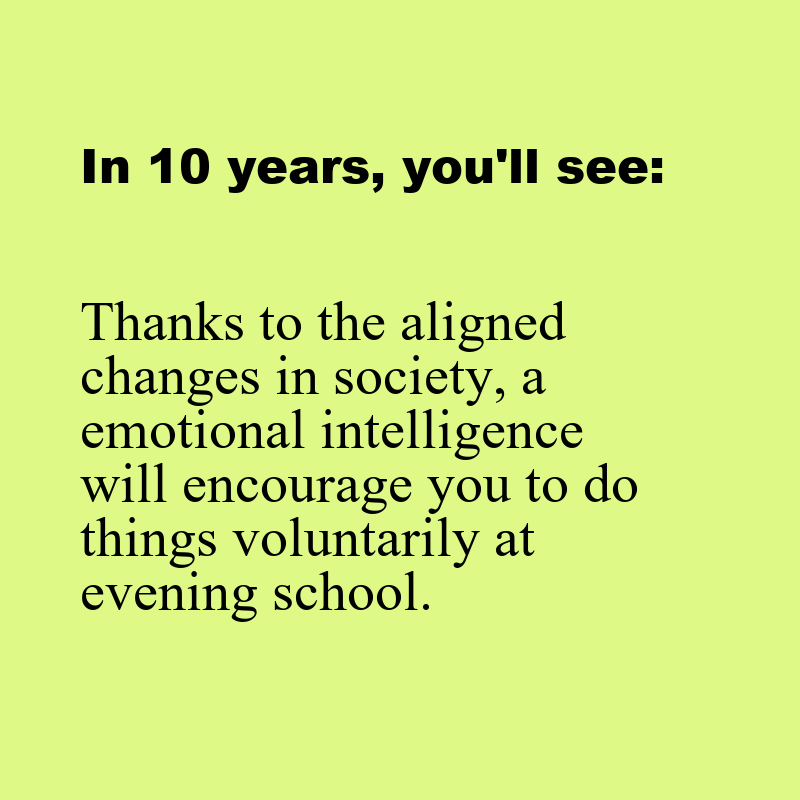 In 10 years, you'll see:
Thanks to the aligned
changes in society, a
emotional intelligence
will encourage you to do
things voluntarily at
evening school.